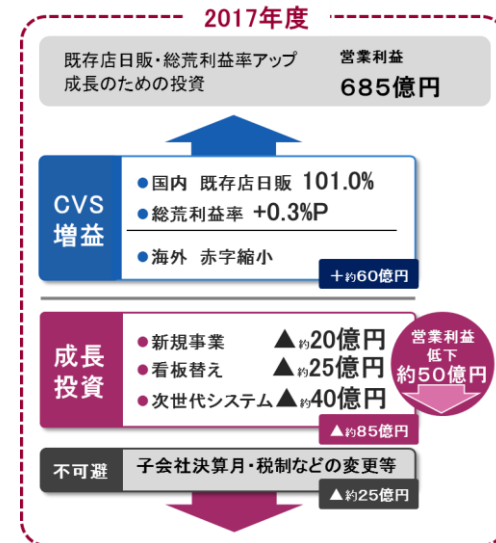 2017年度
既存店日販・総荒利益率アップ
成長のための投資
営業利益
685億円
CVS
増益
●国内 既存店日販 101.0%
●総荒利益率 +0.3%P
●海外 赤字縮小
＋約60億円
成長
投資
●新規事業 ▲約20億円
●看板替え ▲約25億円
●次世代システム▲約40億円
▲約85億円
営業利益
低下
約50億円
不可避
子会社決算月・税制などの変更等
▲約25億円